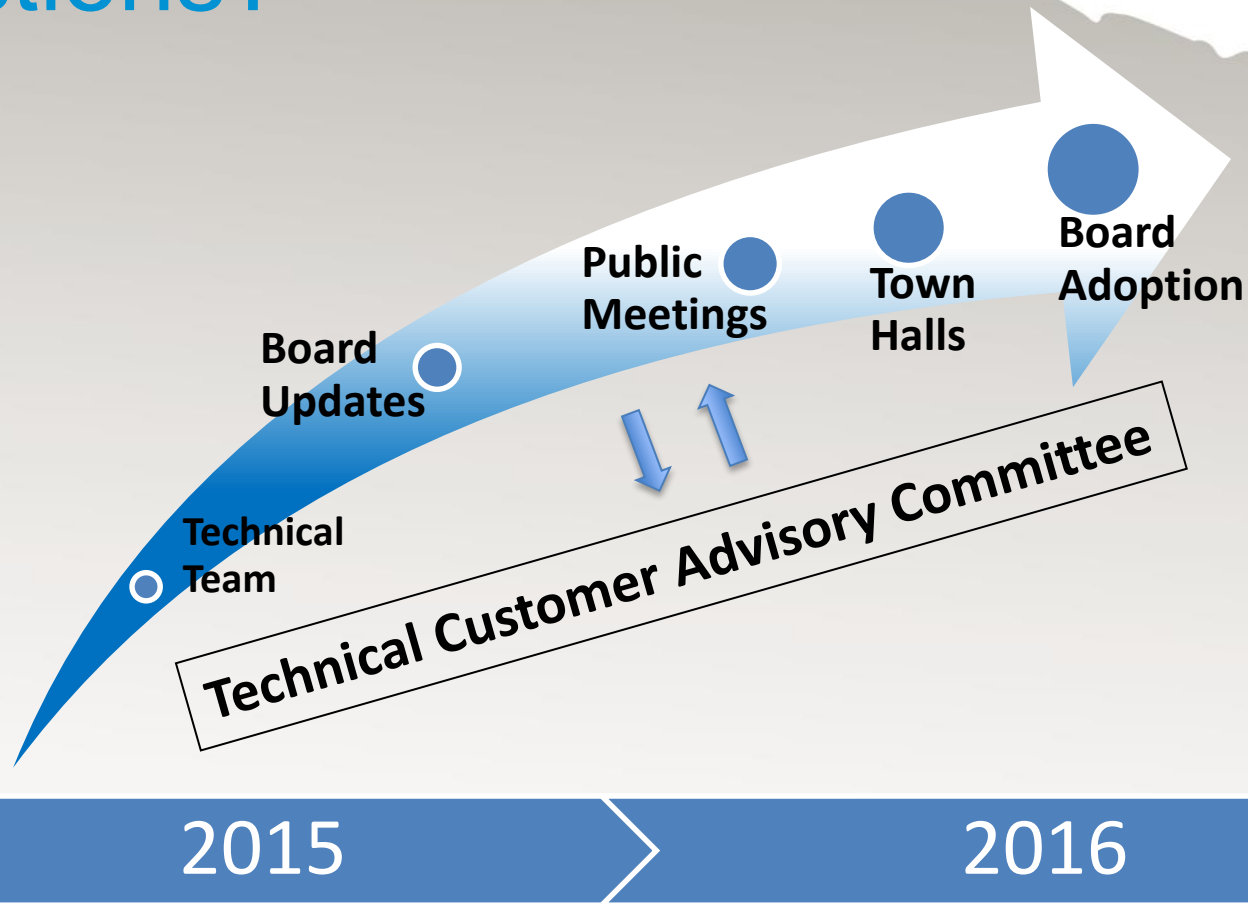 Public
Meetings
Town
Halls
Board
Adoption
Board
Updates
Technical
Team
Technical Customer Advisory Committee
2015
2016